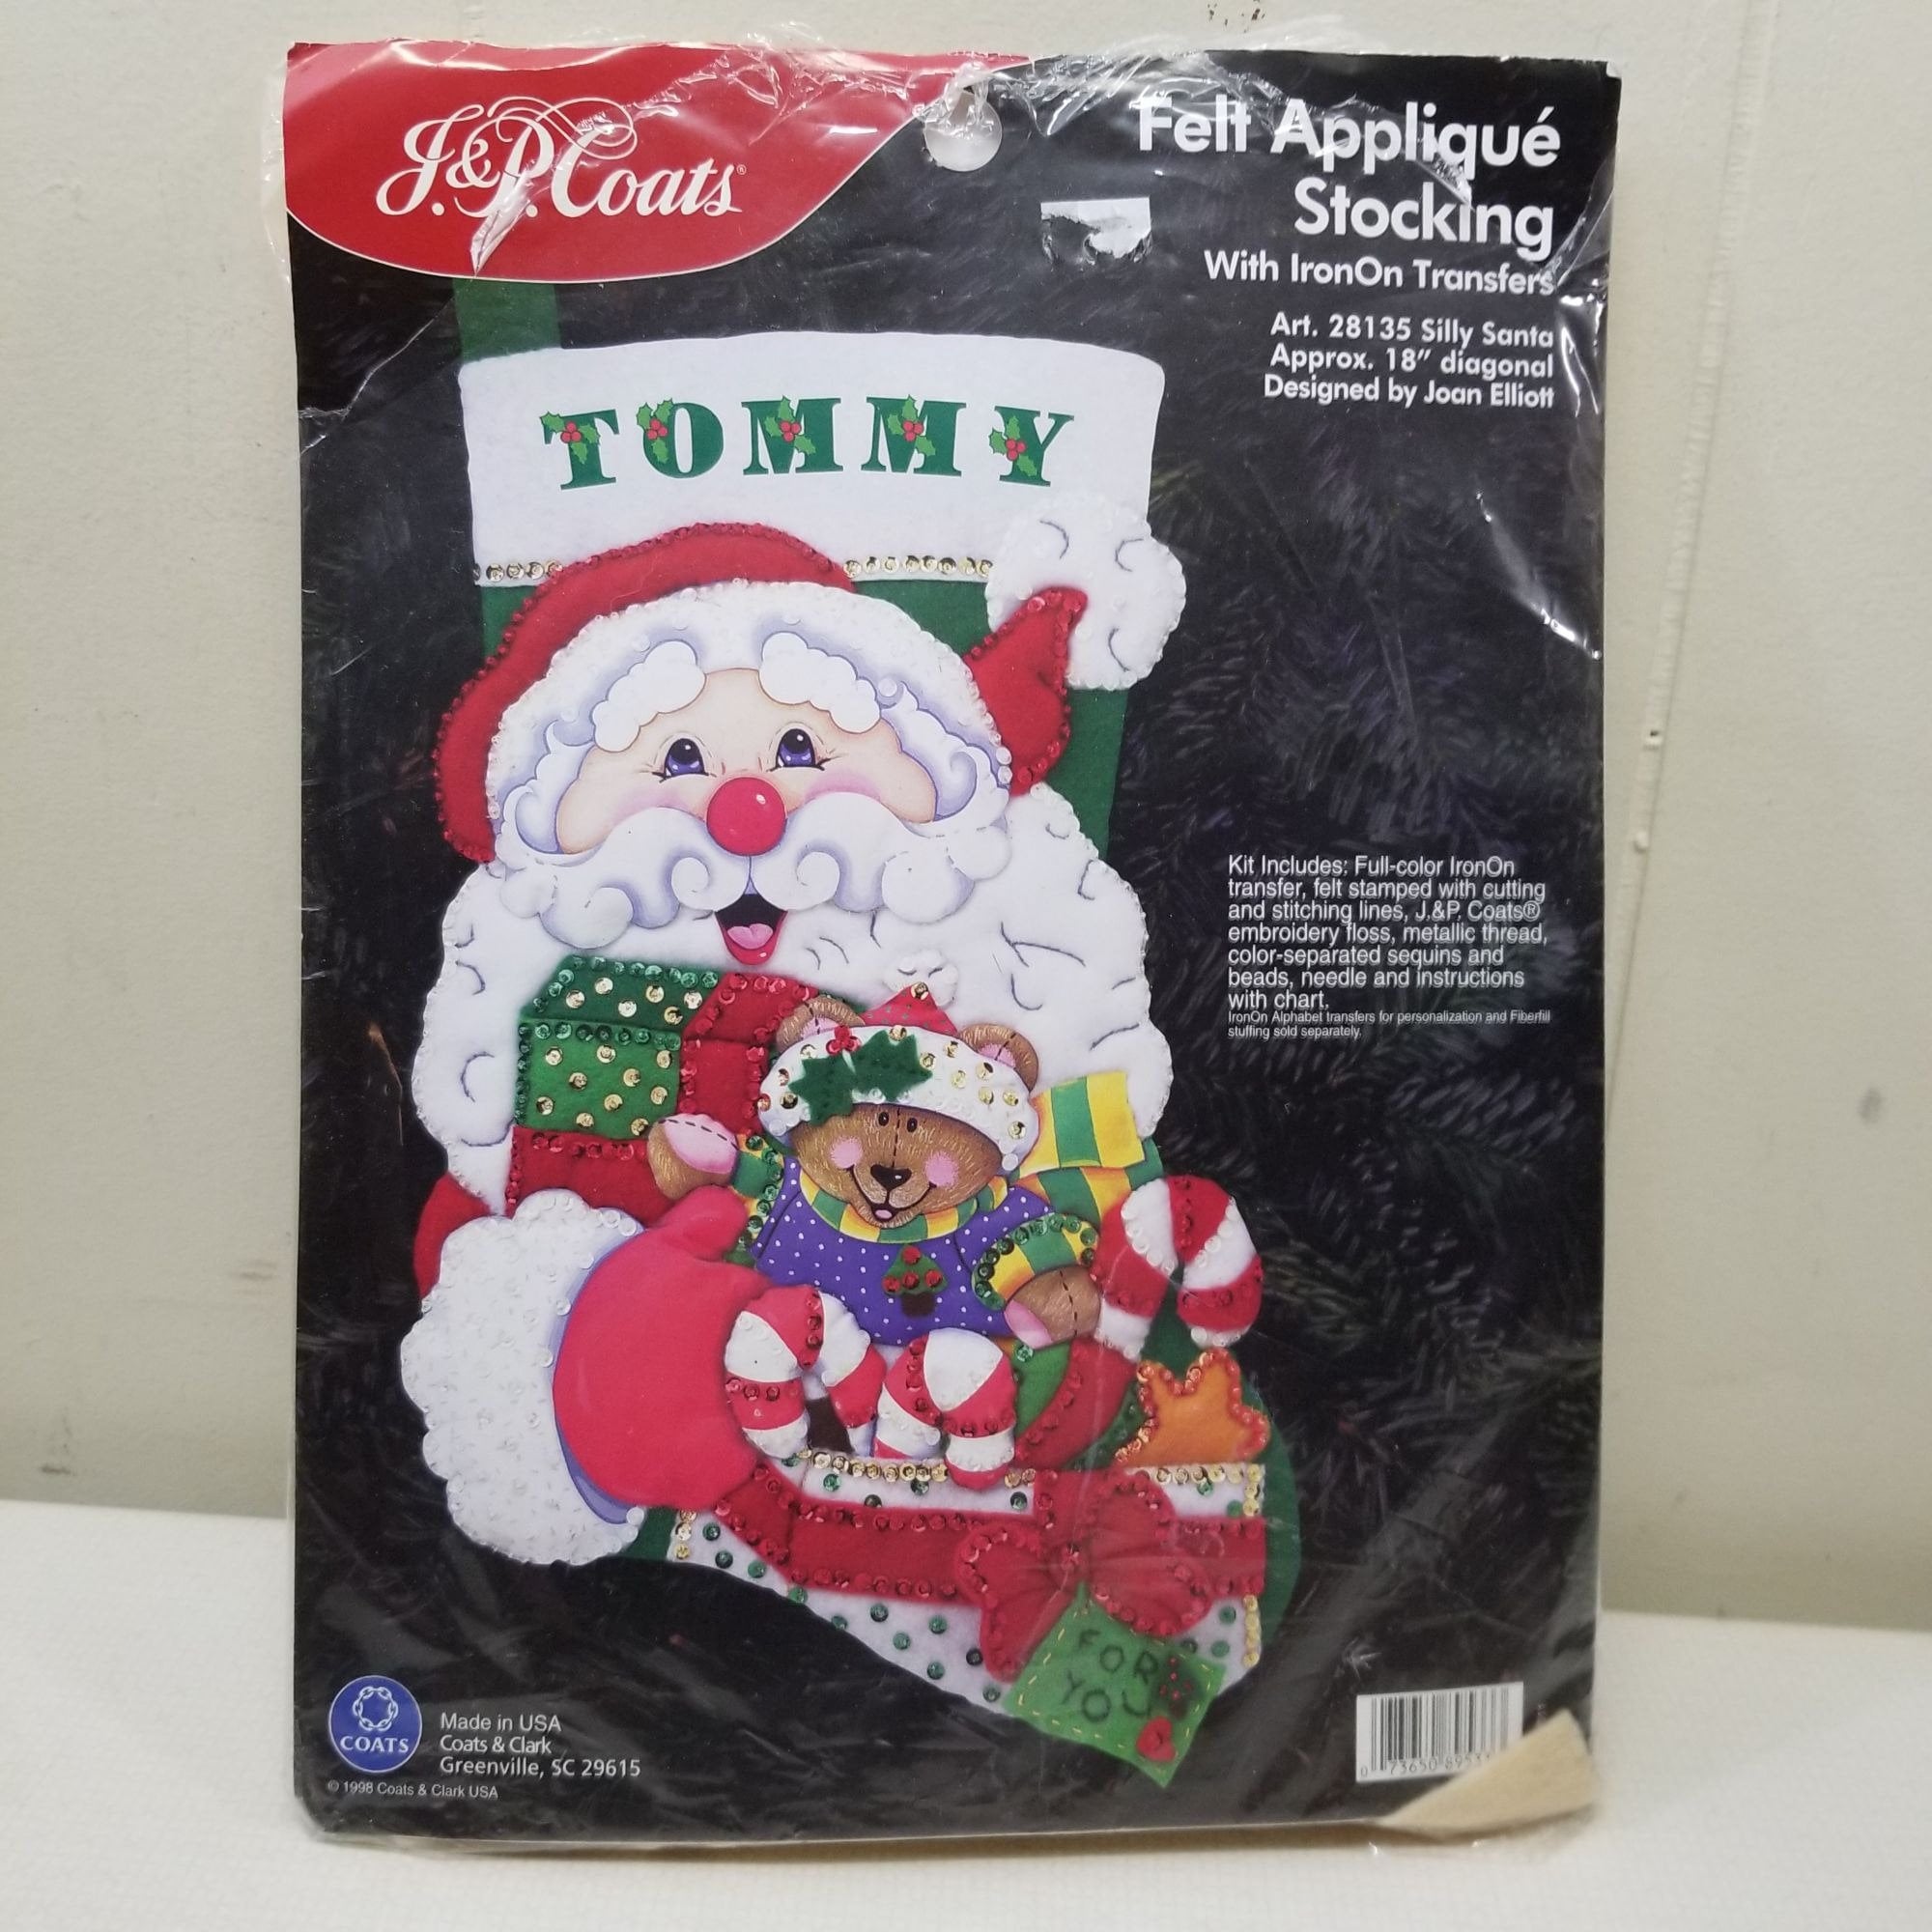 J.&P. Coats®
Felt Appliqué
Stocking
With IronOn Transfers
Art. 28135 Silly Santa
Approx. 18" diagonal
Designed by Joan Elliott
TOMMY
Kit Includes: Full-color IronOn
transfer, felt stamped with cutting
and stitching lines, J.&P. Coats®
embroidery floss, metallic thread,
color-separated sequins and
beads, needle and instructions
with chart.
IronOn Alphabet transfers for personalization and Fiberfill
stuffing sold separately.
FOR
YOU
COATS
Made in USA
Coats & Clark
Greenville, SC 29615
© 1998 Coats & Clark USA
0 73650